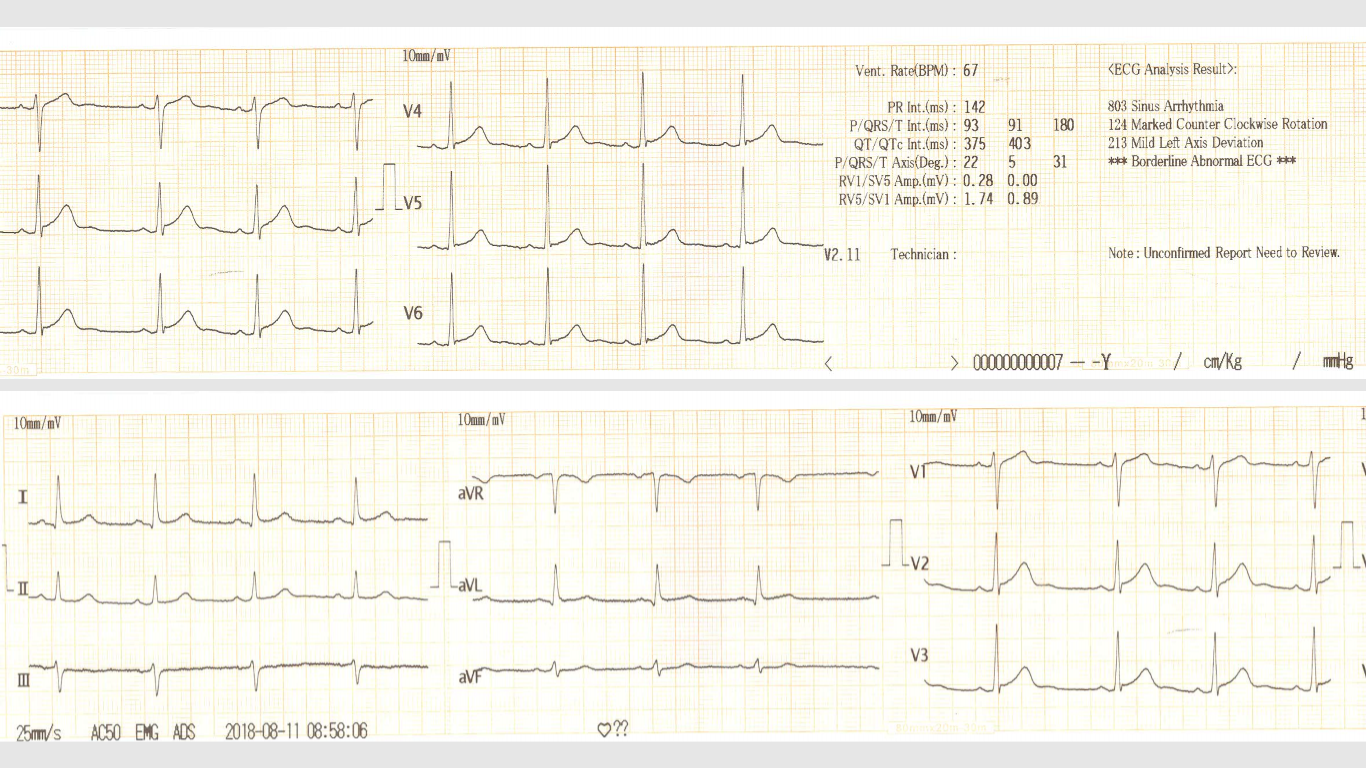 10mm/mV
V4
V5
V6
Vent. Rate(BPM) : 67
PR Int.(ms) : 142
P/QRS/T Int.(ms) : 93 91 180
QT/QTc Int.(ms) : 375 403
P/QRS/T Axis(Deg.) : 22 5 31
RV1/SV5 Amp.(mV) : 0.28 0.00
RV5/SV1 Amp.(mV) : 1.74 0.89
<ECG Analysis Result>:
803 Sinus Arrhythmia
124 Marked Counter Clockwise Rotation
213 Mild Left Axis Deviation
*** Borderline Abnormal ECG ***
V2.11 Technician :
Note : Unconfirmed Report Need to Review.
< > 000000000007 -- -Y / cm/Kg / mmHg
10mm/mV
I
II
III
10mm/mV
aVR
aVL
aVF
10mm/mV
V1
V2
V3
25mm/s AC50 EMG ADS 2018-08-11 08:58:06
♡??